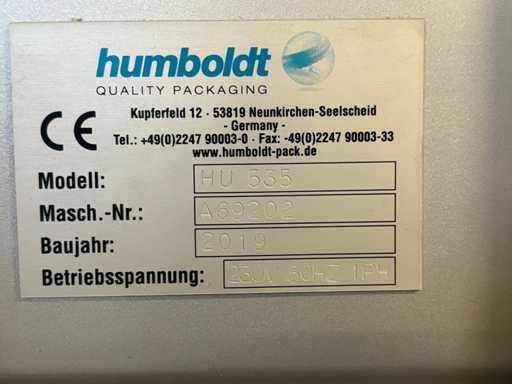 humboldt
QUALITY PACKAGING
Kupferfeld 12 · 53819 Neunkirchen-Seelscheid
- Germany -
Tel.: +49(0)2247 90003-0 · Fax: -49(0)2247 90003-33
www.humboldt-pack.de
CE
Modell: HU 535
Masch.-Nr.: A69202
Baujahr: 2019
Betriebsspannung: 230V 50HZ 1PH